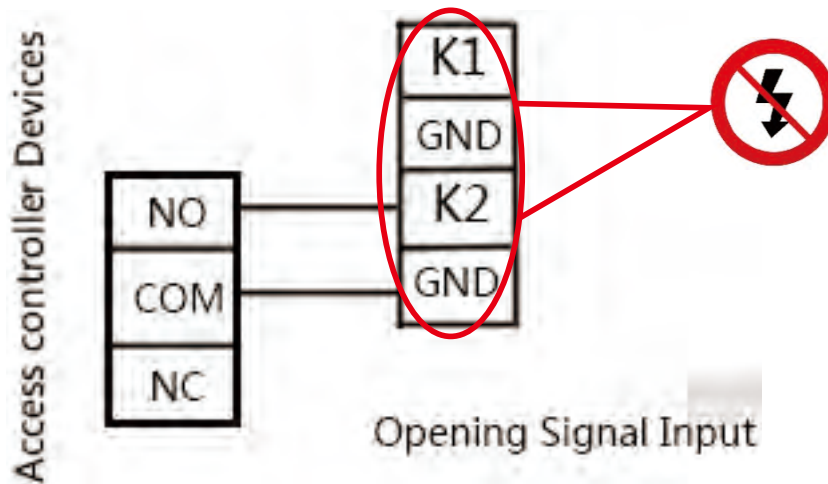 Access controller Devices
K1
GND
K2
GND
NO
COM
NC
Opening Signal Input